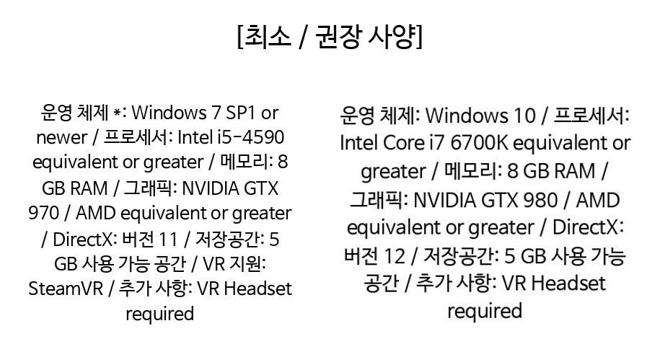 [최소 / 권장 사양]
운영 체제 *: Windows 7 SP1 or
newer / 프로세서: Intel i5-4590
equivalent or greater / 메모리: 8
GB RAM / 그래픽: NVIDIA GTX
970 / AMD equivalent or greater
/ DirectX: 버전 11 / 저장공간: 5
GB 사용 가능 공간 / VR 지원:
SteamVR / 추가 사항: VR Headset
required
운영 체제: Windows 10 / 프로세서:
Intel Core i7 6700K equivalent or
greater / 메모리: 8 GB RAM /
그래픽: NVIDIA GTX 980 / AMD
equivalent or greater / DirectX:
버전 12 / 저장공간: 5 GB 사용 가능
공간 / 추가 사항: VR Headset
required